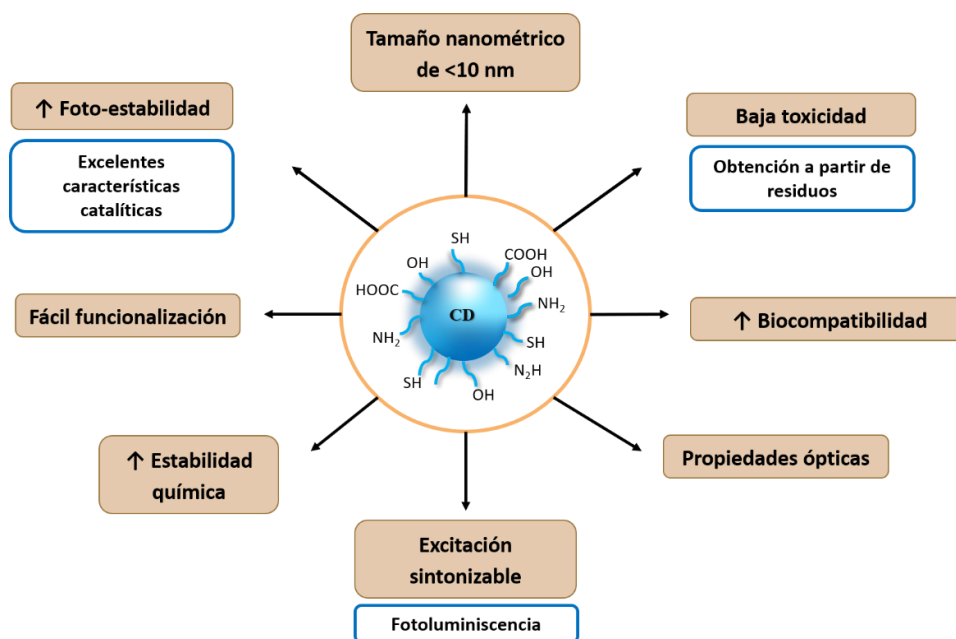 Tamaño nanométrico
de <10 nm
↑ Foto-estabilidad
Excelentes
características
catalíticas
Baja toxicidad
Obtención a partir de
residuos
SH
COOH
OH
OH
HOOC
NH₂
CD
NH₂
SH
N₂H
SH
OH
Fácil funcionalización
↑ Biocompatibilidad
↑ Estabilidad
química
Propiedades ópticas
Excitación
sintonizable
Fotoluminiscencia